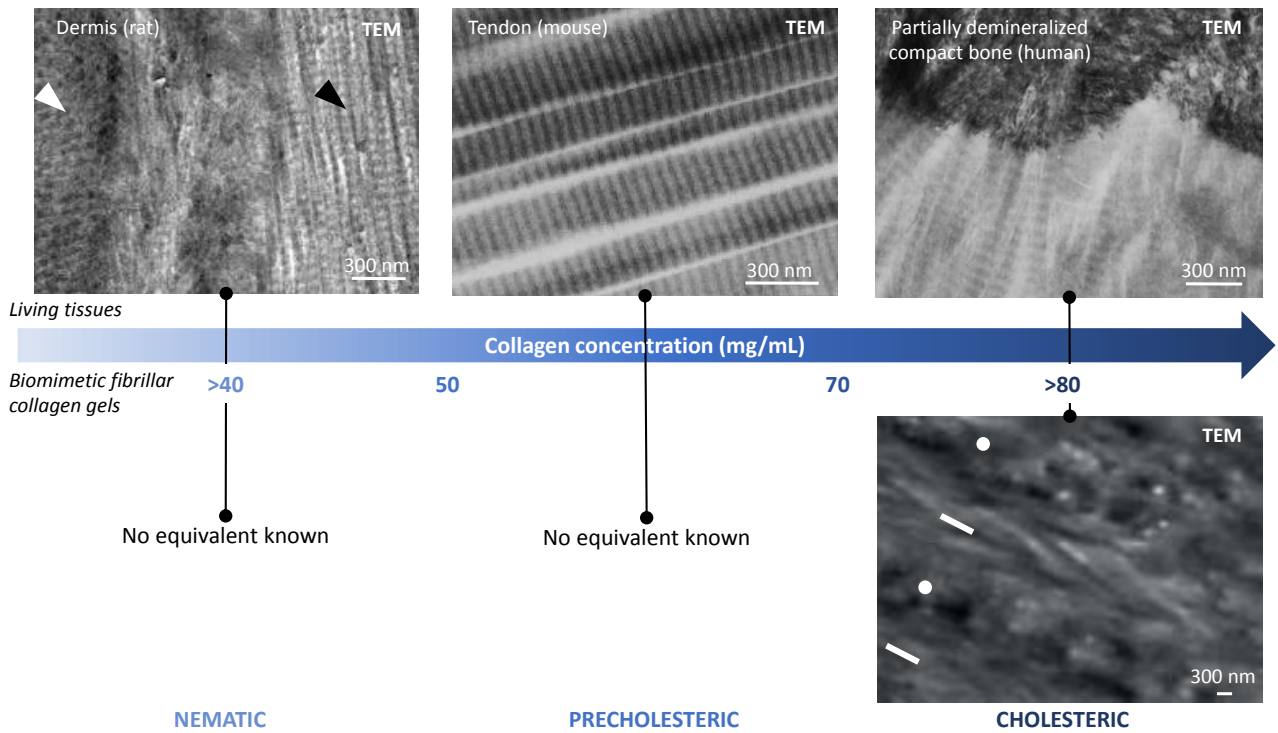 Dermis (rat)
TEM
300 nm
Tendon (mouse)
TEM
300 nm
Partially demineralized
compact bone (human)
TEM
300 nm
Living tissues
Collagen concentration (mg/mL)
Biomimetic fibrillar
collagen gels
>40
50
70
>80
No equivalent known
No equivalent known
TEM
300 nm
NEMATIC
PRECHOLESTERIC
CHOLESTERIC